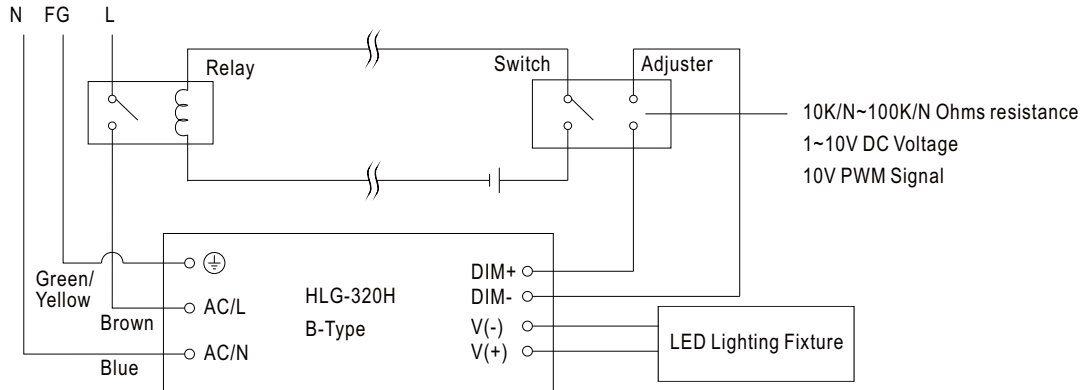 N FG L
Relay
Switch
Adjuster
10K/N~100K/N Ohms resistance
1~10V DC Voltage
10V PWM Signal
Green/
Yellow
Brown
Blue
AC/L
AC/N
HLG-320H
B-Type
DIM+
DIM-
V(-)
V(+)
LED Lighting Fixture